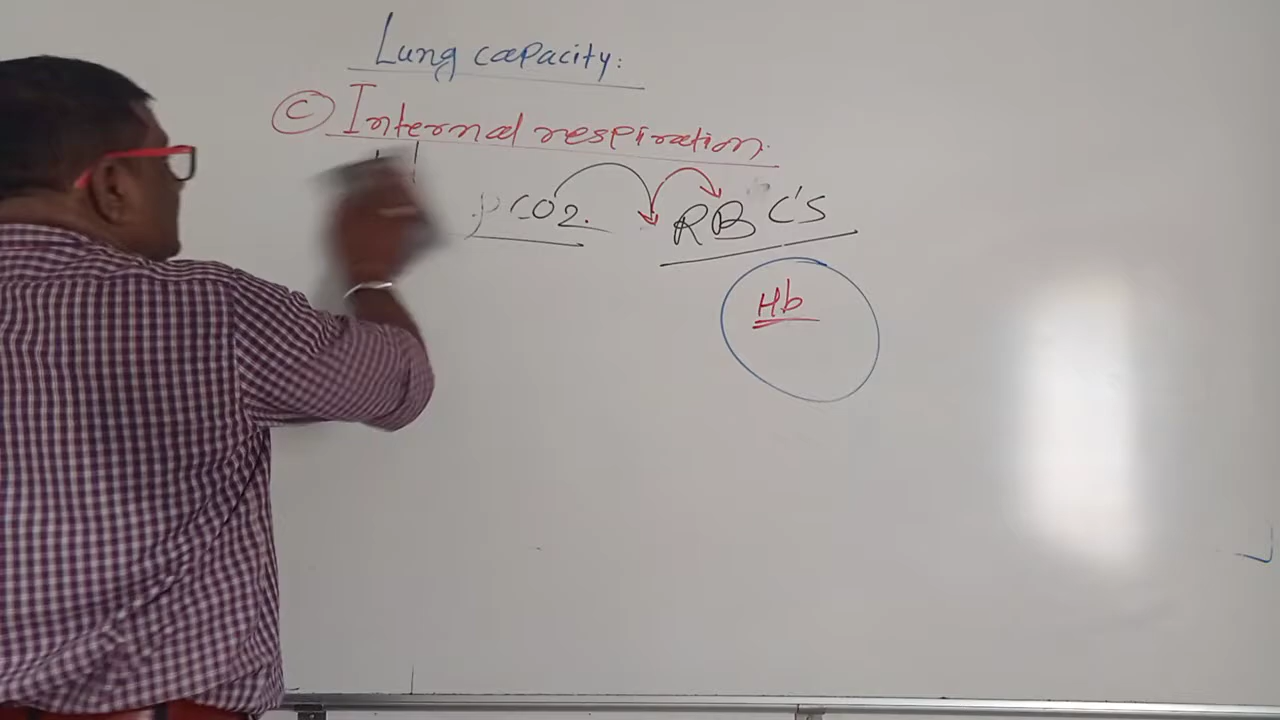 Lung capacity:
C Internal respiration.
PCO2. RBC'S
Hb